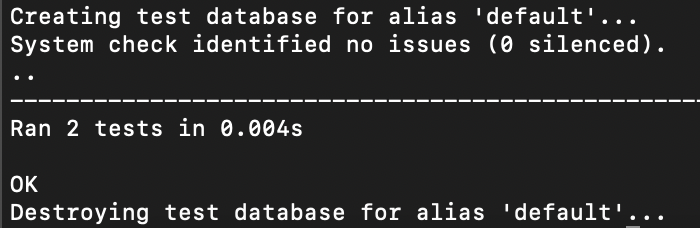 Creating test database for alias 'default'...
System check identified no issues (0 silenced).
..
----------------------------------------------------------------------
Ran 2 tests in 0.004s

OK
Destroying test database for alias 'default'...